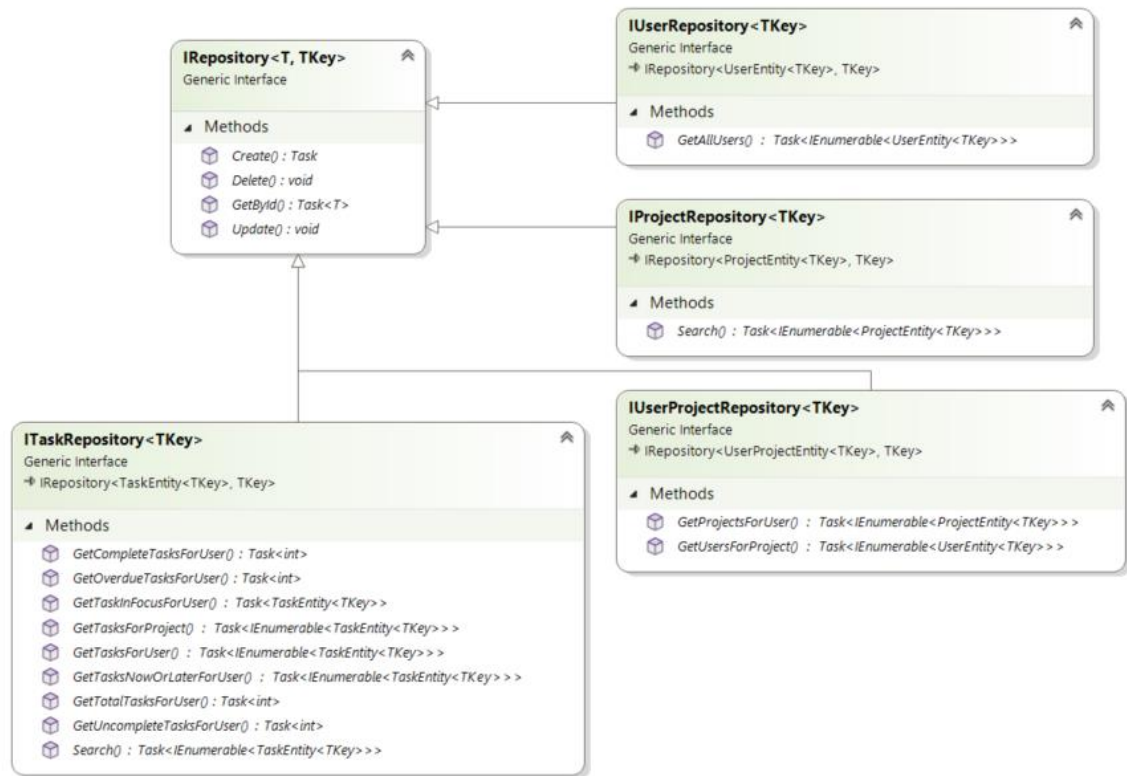 IRepository<T, TKey>
Generic Interface
Methods
Create() : Task
Delete() : void
GetById() : Task<T>
Update() : void
IUserRepository<TKey>
Generic Interface
IRepository<UserEntity<TKey>, TKey>
Methods
GetAllUsers() : Task<IEnumerable<UserEntity<TKey>>>
IProjectRepository<TKey>
Generic Interface
IRepository<ProjectEntity<TKey>, TKey>
Methods
Search() : Task<IEnumerable<ProjectEntity<TKey>>>
ITaskRepository<TKey>
Generic Interface
IRepository<TaskEntity<TKey>, TKey>
Methods
GetCompleteTasksForUser() : Task<int>
GetOverdueTasksForUser() : Task<int>
GetTaskInFocusForUser() : Task<TaskEntity<TKey>>
GetTasksForProject() : Task<IEnumerable<TaskEntity<TKey>>>
GetTasksForUser() : Task<IEnumerable<TaskEntity<TKey>>>
GetTasksNowOrLaterForUser() : Task<IEnumerable<TaskEntity<TKey>>>
GetTotalTasksForUser() : Task<int>
GetUncompleteTasksForUser() : Task<int>
Search() : Task<IEnumerable<TaskEntity<TKey>>>
IUserProjectRepository<TKey>
Generic Interface
IRepository<UserProjectEntity<TKey>, TKey>
Methods
GetProjectsForUser() : Task<IEnumerable<ProjectEntity<TKey>>>
GetUsersForProject() : Task<IEnumerable<UserEntity<TKey>>>